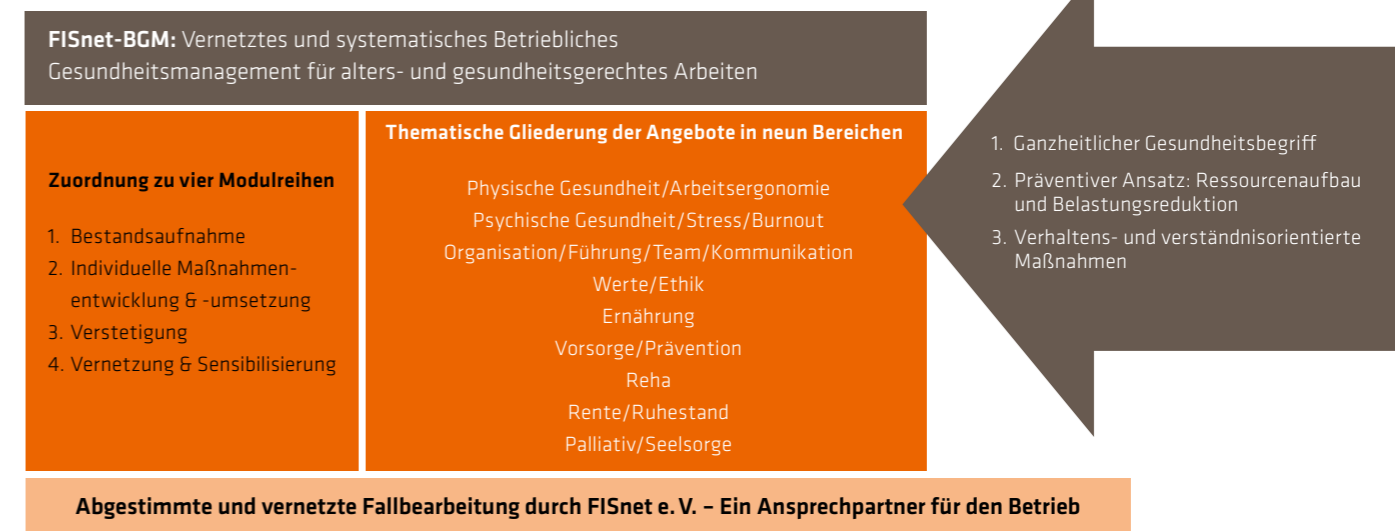 FISnet-BGM: Vernetztes und systematisches Betriebliches
Gesundheitsmanagement für alters- und gesundheitsgerechtes Arbeiten
Zuordnung zu vier Modulreihen
1. Bestandsaufnahme
2. Individuelle Maßnahmen-
entwicklung & -umsetzung
3. Verstetigung
4. Vernetzung & Sensibilisierung
Thematische Gliederung der Angebote in neun Bereichen
Physische Gesundheit/Arbeitsergonomie
Psychische Gesundheit/Stress/Burnout
Organisation/Führung/Team/Kommunikation
Werte/Ethik
Ernährung
Vorsorge/Prävention
Reha
Rente/Ruhestand
Palliativ/Seelsorge
1. Ganzheitlicher Gesundheitsbegriff
2. Präventiver Ansatz: Ressourcenaufbau
und Belastungsreduktion
3. Verhaltens- und verständnisorientierte
Maßnahmen
Abgestimmte und vernetzte Fallbearbeitung durch FISnet e. V. – Ein Ansprechpartner für den Betrieb